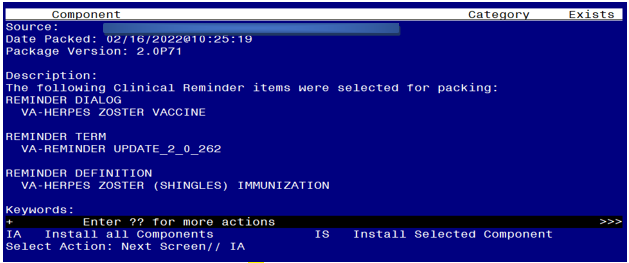 Component Category Exists
Source:
Date Packed: 02/16/2022@10:25:19
Package Version: 2.0P71
Description:
The following Clinical Reminder items were selected for packing:
REMINDER DIALOG
VA-HERPES ZOSTER VACCINE
REMINDER TERM
VA-REMINDER UPDATE_2_0_262
REMINDER DEFINITION
VA-HERPES ZOSTER (SHINGLES) IMMUNIZATION
Keywords:
+ Enter ?? for more actions >>>
IA Install all Components IS Install Selected Component
Select Action: Next Screen// IA